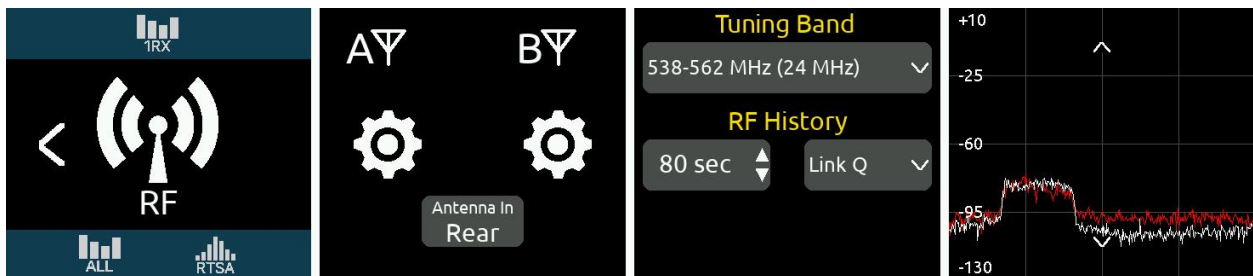 1RX
RF
ALL
RTSA
A
B
Antenna In
Rear
Tuning Band
538-562 MHz (24 MHz)
RF History
80 sec
Link Q
+10
-25
-60
-95
-130